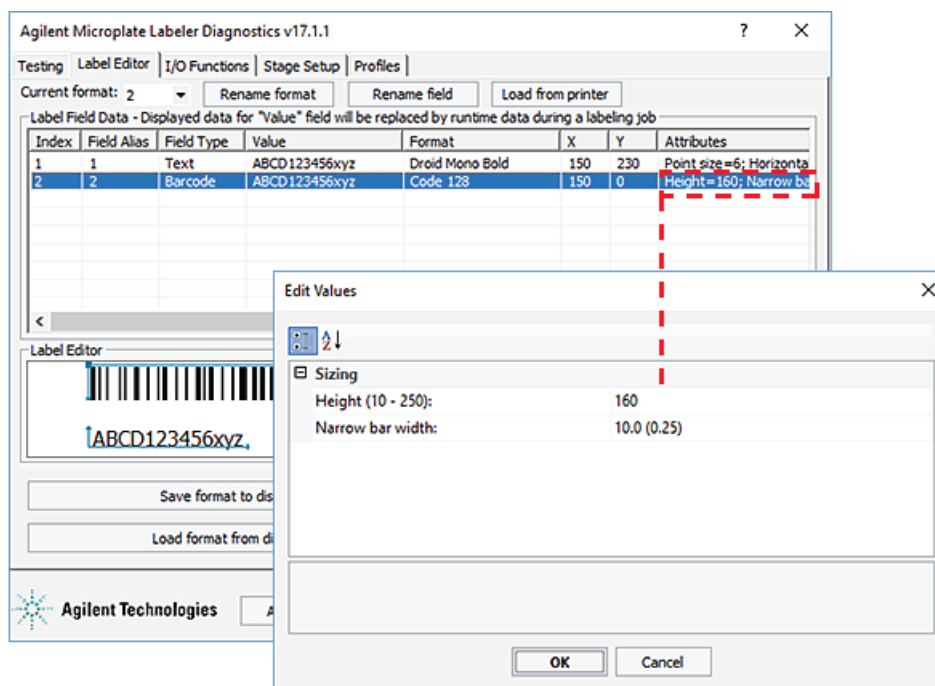 Agilent Microplate Labeler Diagnostics v17.1.1 ?
Testing Label Editor I/O Functions Stage Setup Profiles
Current format: 2 Rename format Rename field Load from printer
Label Field Data - Displayed data for "Value" field will be replaced by runtime data during a labeling job
Index Field Alias Field Type Value Format X Y Attributes
1 1 Text ABCD123456xyz Droid Mono Bold 150 230 Point size=6; Horizonta
2 2 Barcode ABCD123456xyz Code 128 150 0 Height=160; Narrow ba
Edit Values
Label Editor
Sizing
Height (10 - 250): 160
Narrow bar width: 10.0 (0.25)
ABCD123456xyz
Save format to dis
Load format from di
Agilent Technologies
OK Cancel